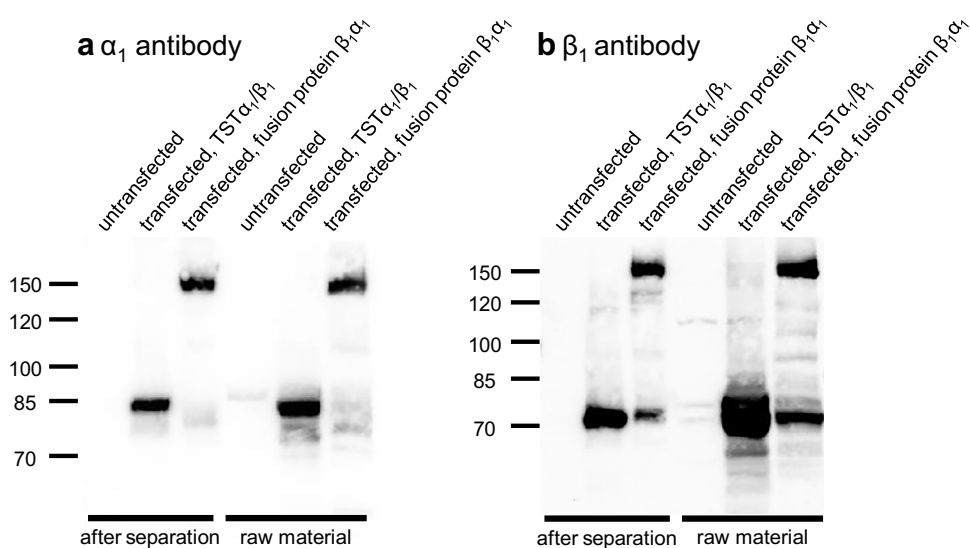 a α₁ antibody
untransfected
transfected, TSTα₁/β₁
transfected, fusion protein β₁α₁
untransfected
transfected, TSTα₁/β₁
transfected, fusion protein β₁α₁
150
120
100
85
70
after separation
raw material
b β₁ antibody
untransfected
transfected, TSTα₁/β₁
transfected, fusion protein β₁α₁
untransfected
transfected, TSTα₁/β₁
transfected, fusion protein β₁α₁
150
120
100
85
70
after separation
raw material